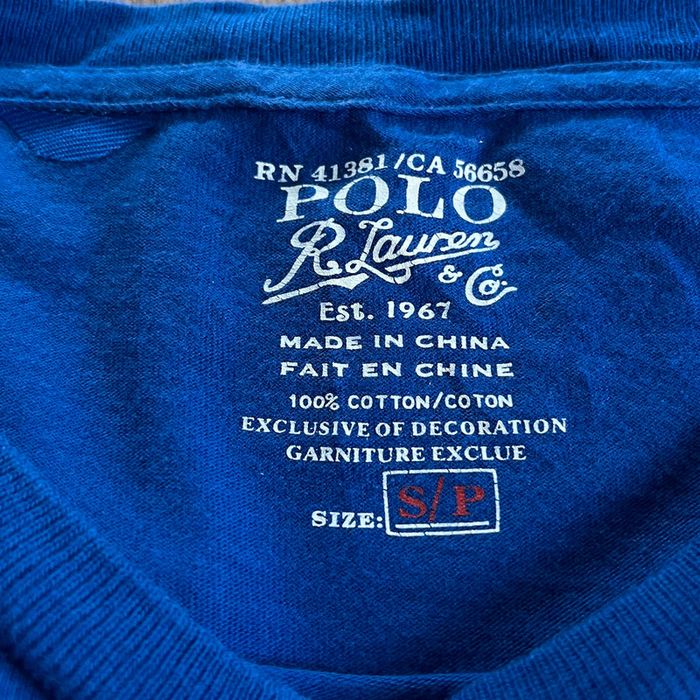 RN 41381/CA 56658
POLO
R. Lauren
& Co.
Est. 1967
MADE IN CHINA
FAIT EN CHINE
100% COTTON/COTON
EXCLUSIVE OF DECORATION
GARNITURE EXCLUE
SIZE: S/P